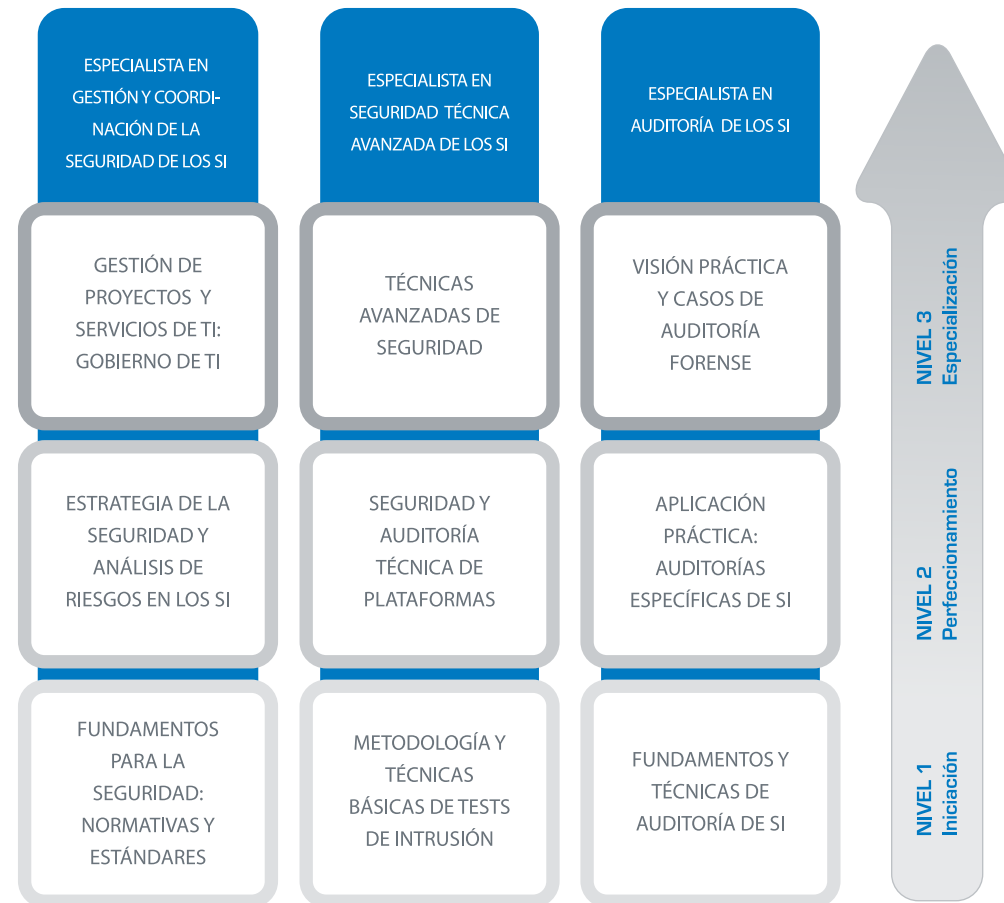 ESPECIALISTA EN
GESTIÓN Y COORDI-
NACIÓN DE LA
SEGURIDAD DE LOS SI
ESPECIALISTA EN
SEGURIDAD TÉCNICA
AVANZADA DE LOS SI
ESPECIALISTA EN
AUDITORÍA DE LOS SI
GESTIÓN DE
PROYECTOS Y
SERVICIOS DE TI:
GOBIERNO DE TI
TÉCNICAS
AVANZADAS DE
SEGURIDAD
VISIÓN PRÁCTICA
Y CASOS DE
AUDITORÍA
FORENSE
NIVEL 3
Especialización
ESTRATEGIA DE LA
SEGURIDAD Y
ANÁLISIS DE
RIESGOS EN LOS SI
SEGURIDAD Y
AUDITORÍA
TÉCNICA DE
PLATAFORMAS
APLICACIÓN
PRÁCTICA:
AUDITORÍAS
ESPECÍFICAS DE SI
NIVEL 2
Perfeccionamiento
FUNDAMENTOS
PARA LA
SEGURIDAD:
NORMATIVAS Y
ESTÁNDARES
METODOLOGÍA Y
TÉCNICAS
BÁSICAS DE TESTS
DE INTRUSIÓN
FUNDAMENTOS Y
TÉCNICAS DE
AUDITORÍA DE SI
NIVEL 1
Iniciación